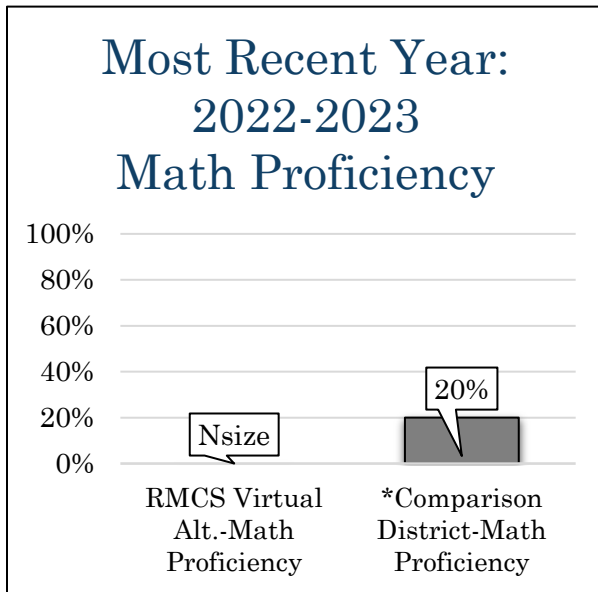 Most Recent Year:
2022-2023
Math Proficiency
100%
80%
60%
40%
20%
0%
Nsize
20%
RMCS Virtual
Alt.-Math
Proficiency
*Comparison
District-Math
Proficiency